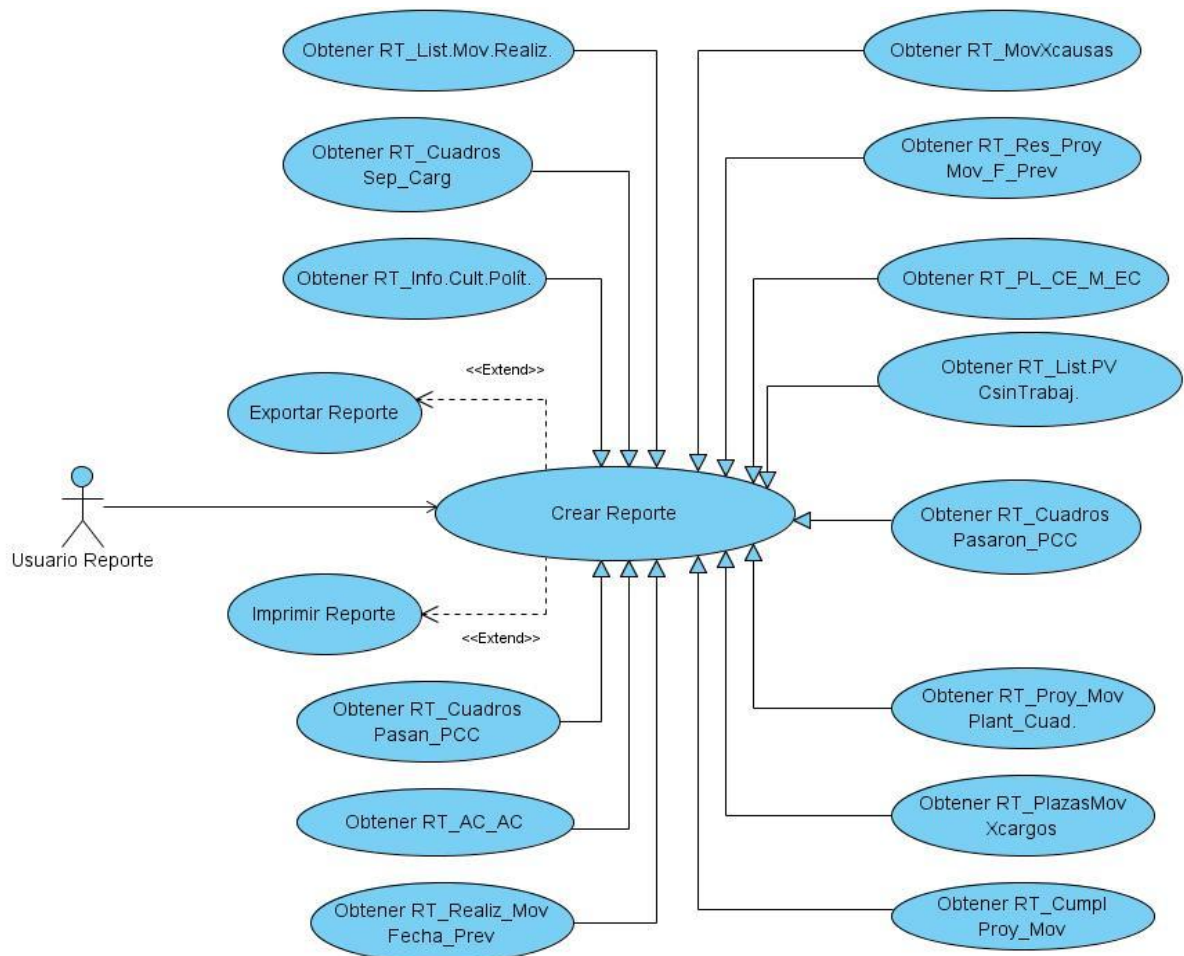 Obtener RT_List.Mov.Realiz.
Obtener RT_MovXcausas
Obtener RT_Cuadros
Sep_Carg
Obtener RT_Res_Proy
Mov_F_Prev
Obtener RT_Info.Cult.Polít.
Obtener RT_PL_CE_M_EC
Obtener RT_List.PV
CsinTrabaj.
<<Extend>>
Exportar Reporte
Crear Reporte
Obtener RT_Cuadros
Pasaron_PCC
Usuario Reporte
Imprimir Reporte
<<Extend>>
Obtener RT_Cuadros
Pasan_PCC
Obtener RT_Proy_Mov
Plant_Cuad.
Obtener RT_AC_AC
Obtener RT_PlazasMov
Xcargos
Obtener RT_Realiz_Mov
Fecha_Prev
Obtener RT_Cumpl
Proy_Mov